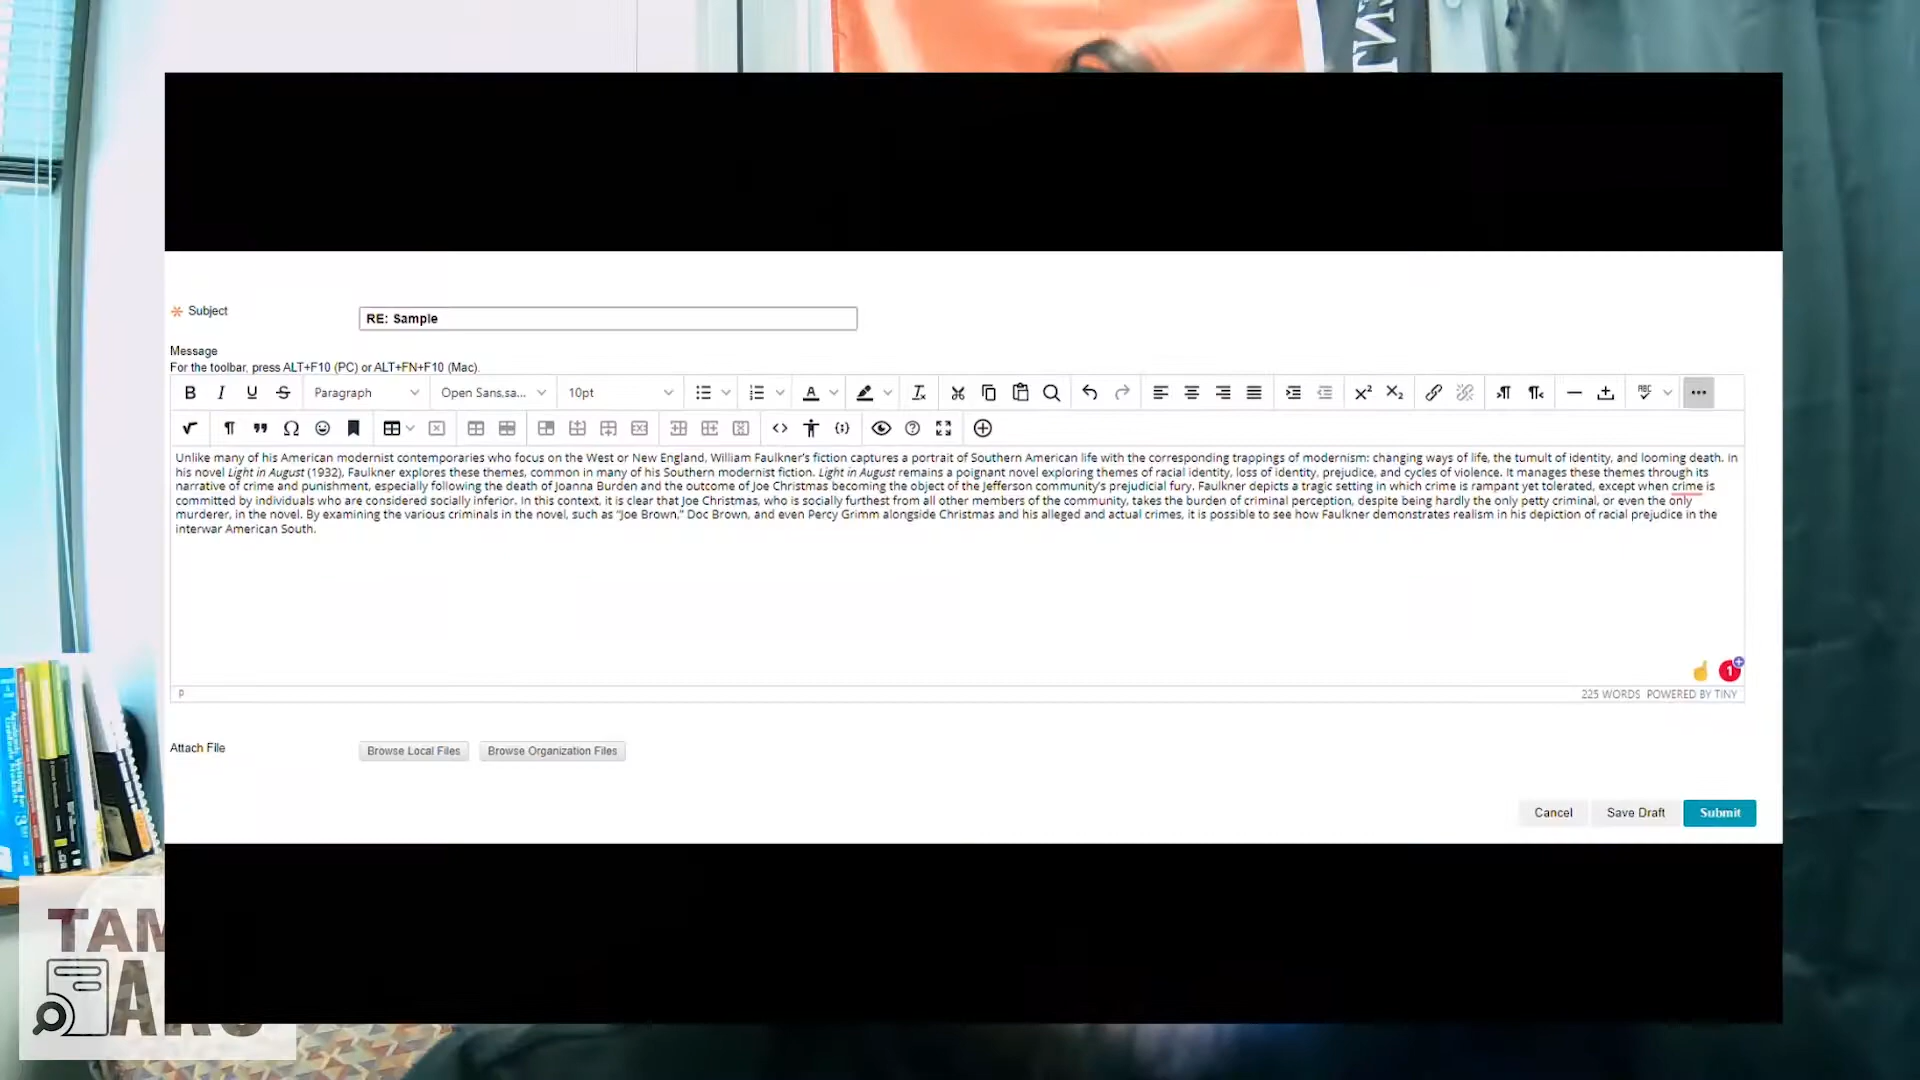 Subject
RE: Sample
Message
For the toolbar, press ALT+F10 (PC) or ALT+FN+F10 (Mac).
B I U S Paragraph Open Sans,sa... 10pt
Unlike many of his American modernist contemporaries who focus on the West or New England, William Faulkner's fiction captures a portrait of Southern American life with the corresponding trappings of modernism: changing ways of life, the tumult of identity, and looming death. In
his novel Light in August (1932), Faulkner explores these themes, common in many of his Southern modernist fiction. Light in August remains a poignant novel exploring themes of racial identity, loss of identity, prejudice, and cycles of violence. It manages these themes through its
narrative of crime and punishment, especially following the death of Joanna Burden and the outcome of Joe Christmas becoming the object of the Jefferson community's prejudicial fury. Faulkner depicts a tragic setting in which crime is rampant yet tolerated, except when crime is
committed by individuals who are considered socially inferior. In this context, it is clear that Joe Christmas, who is socially furthest from all other members of the community, takes the burden of criminal perception, despite being hardly the only petty criminal, or even the only
murderer, in the novel. By examining the various criminals in the novel, such as "Joe Brown," Doc Brown, and even Percy Grimm alongside Christmas and his alleged and actual crimes, it is possible to see how Faulkner demonstrates realism in his depiction of racial prejudice in the
interwar American South.
1
p
225 WORDS POWERED BY TINY
Attach File
Browse Local Files
Browse Organization Files
Cancel
Save Draft
Submit
TAM